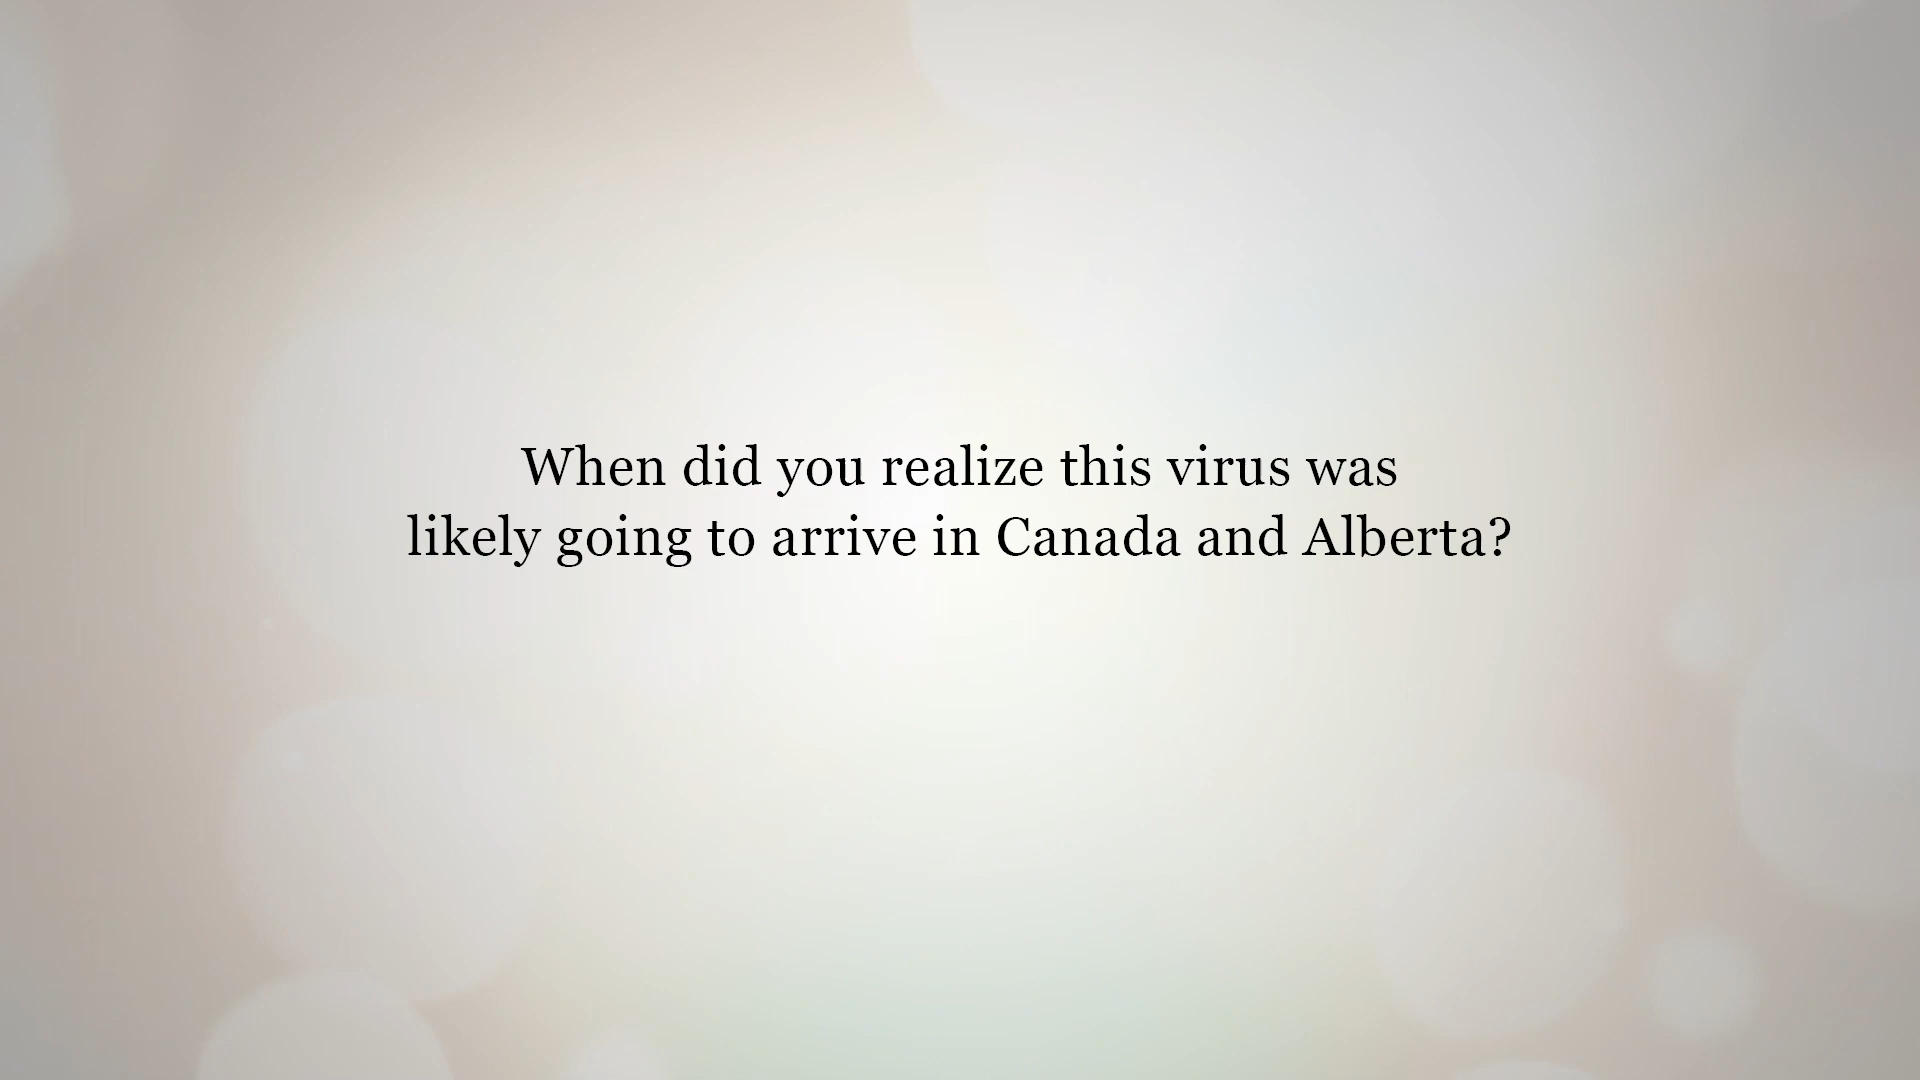 When did you realize this virus was
likely going to arrive in Canada and Alberta?